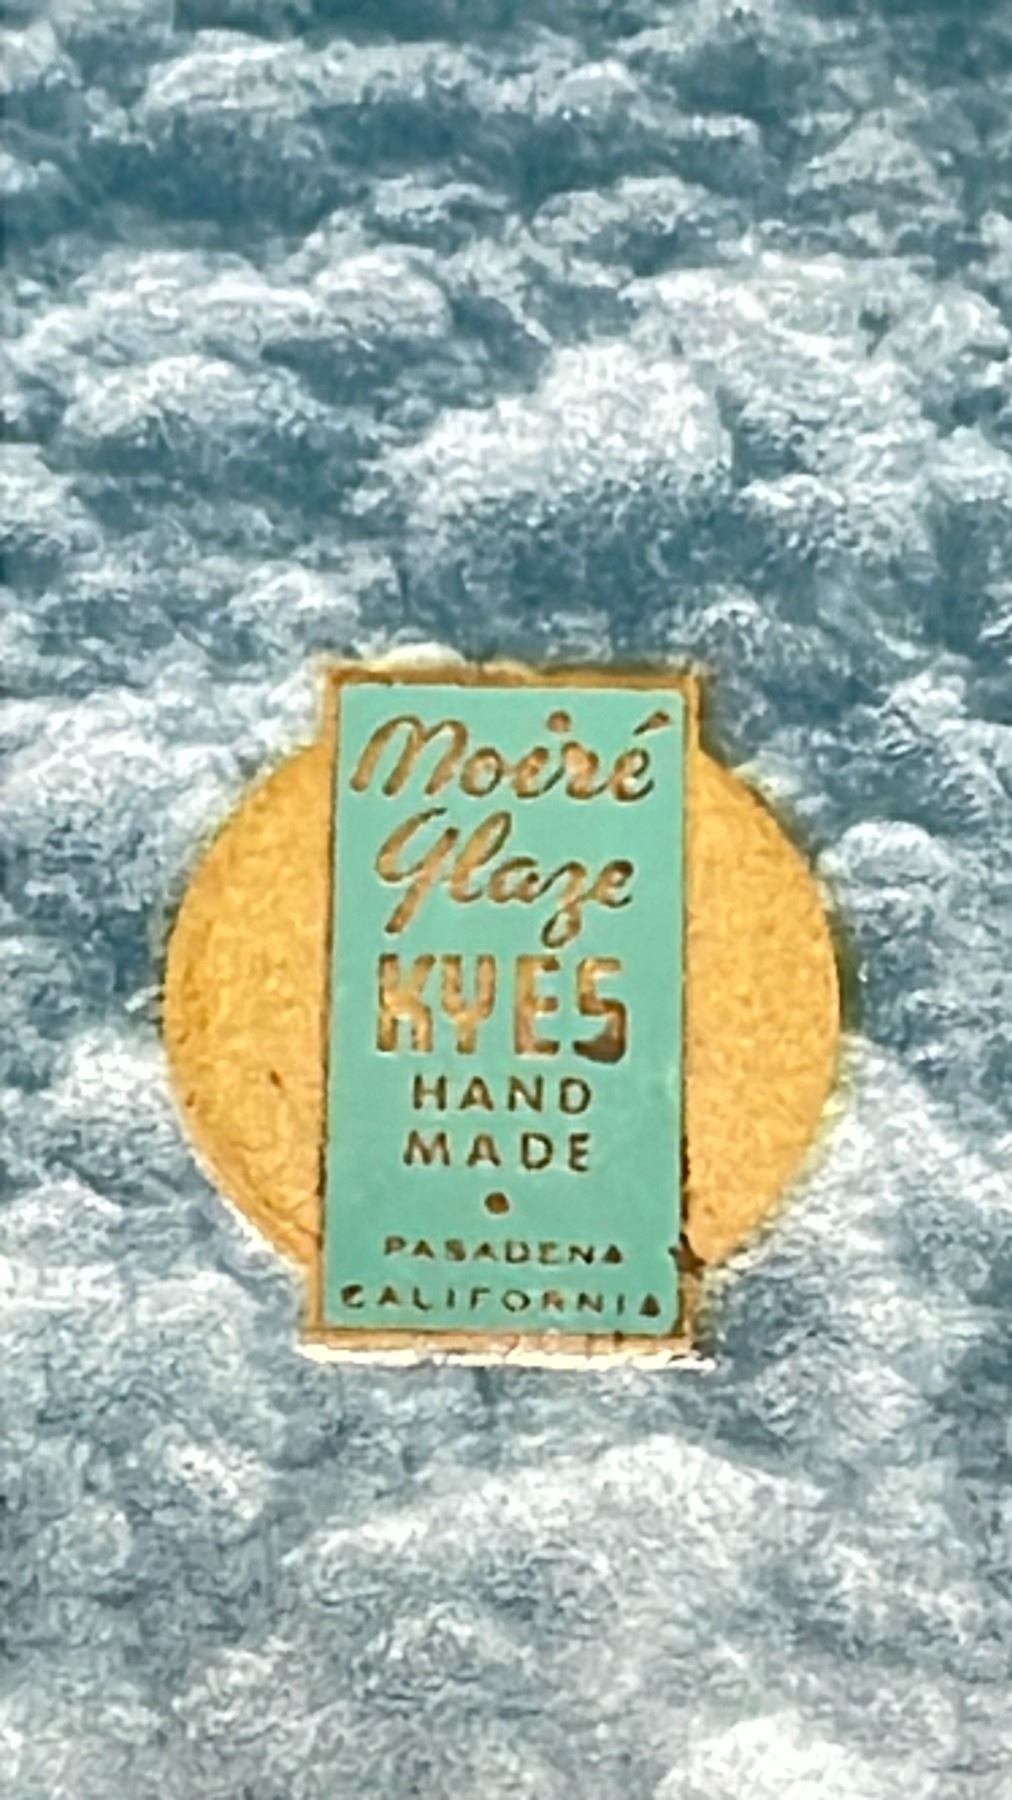 Moiré
Glaze
KYES
HAND
MADE
•
PASADENA
CALIFORNIA